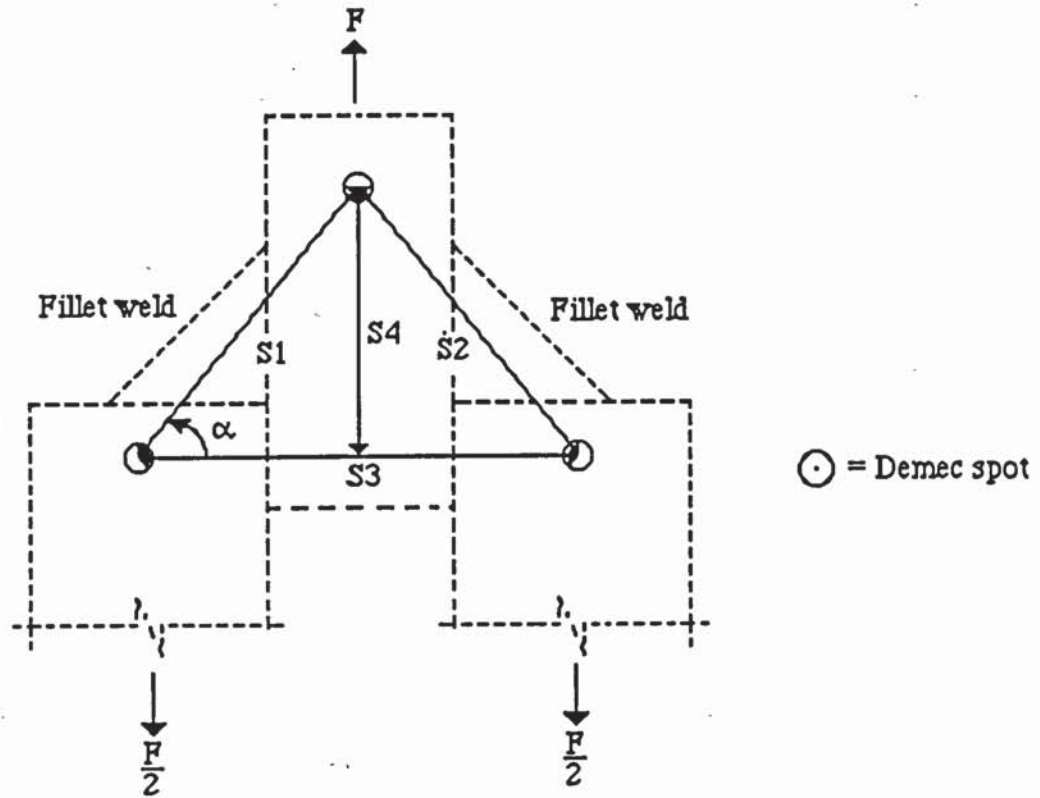 F
Fillet weld
Fillet weld
S1
S4
S2
α
S3
= Demec spot
F
2
F
2